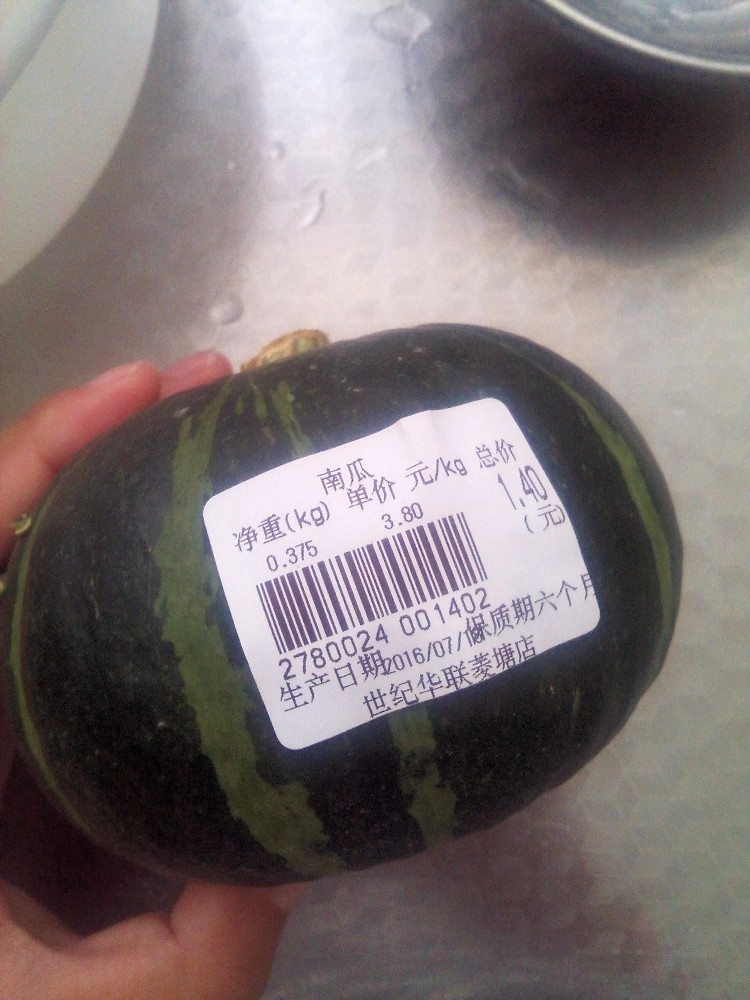 南瓜
净重(kg) 单价 元/kg 总价
0.375 3.80 1.40
(元)
2780024 001402
生产日期2016/07/1 保质期六个月
世纪华联菱塘店